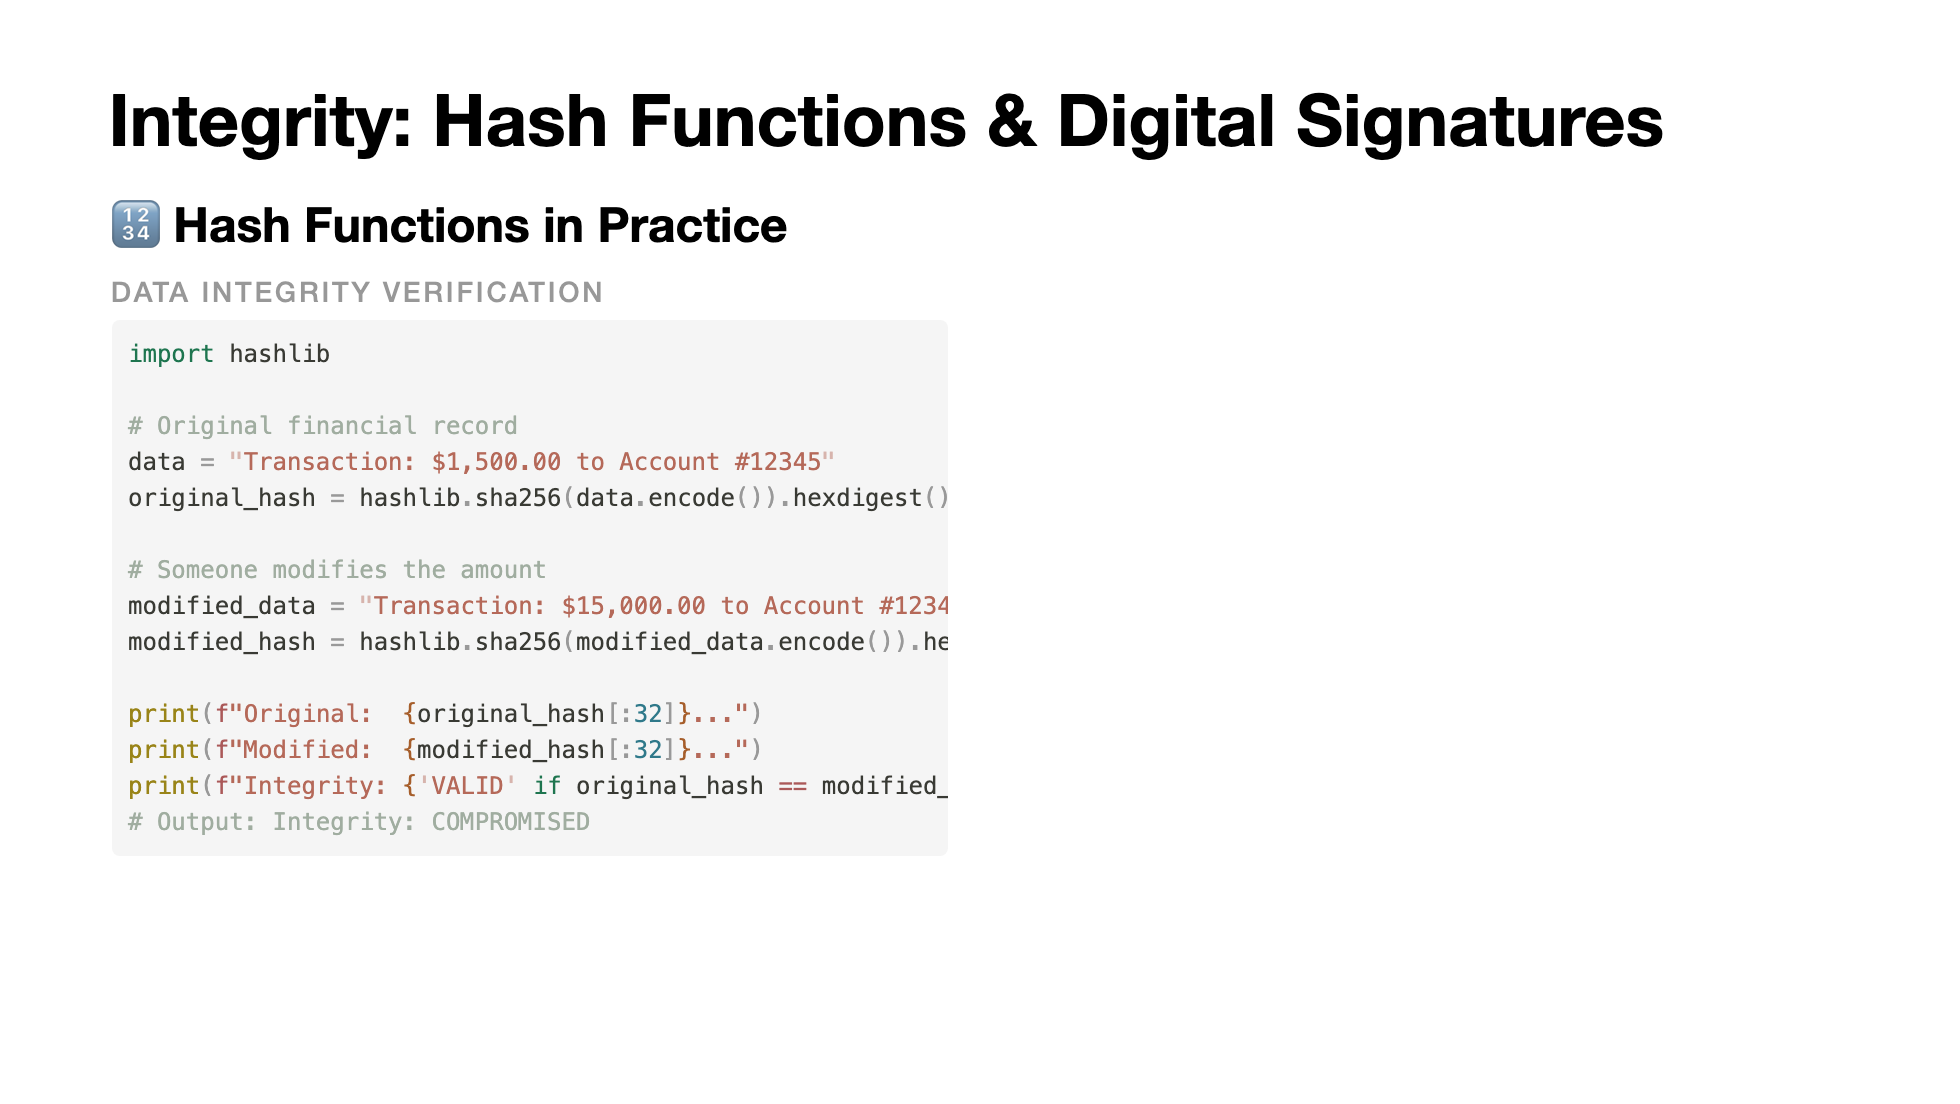 Integrity: Hash Functions & Digital Signatures
🔢 Hash Functions in Practice
DATA INTEGRITY VERIFICATION
import hashlib
# Original financial record
data = "Transaction: $1,500.00 to Account #12345"
original_hash = hashlib.sha256(data.encode()).hexdigest()
# Someone modifies the amount
modified_data = "Transaction: $15,000.00 to Account #1234
modified_hash = hashlib.sha256(modified_data.encode()).he
print(f"Original:  {original_hash[:32]}...")
print(f"Modified:  {modified_hash[:32]}...")
print(f"Integrity: {'VALID' if original_hash == modified_
# Output: Integrity: COMPROMISED